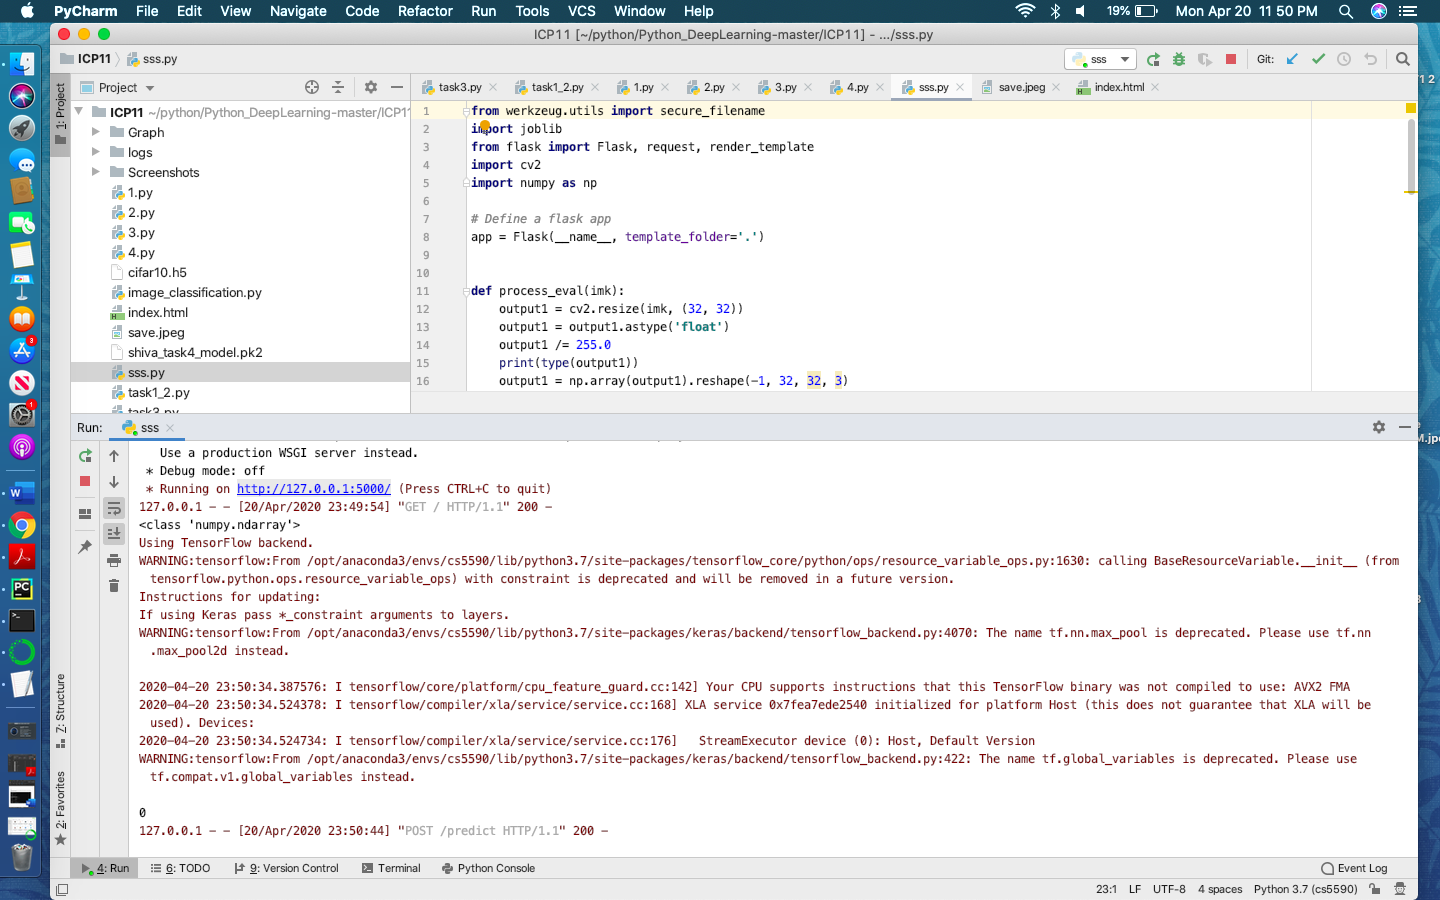 PyCharm File Edit View Navigate Code Refactor Run Tools VCS Window Help 19% Mon Apr 20 11 50 PM
ICP11 [~/python/Python_DeepLearning-master/ICP11] - .../sss.py
ICP11 sss.py sss Git:
1: Project
Project
task3.py task1_2.py 1.py 2.py 3.py 4.py sss.py save.jpeg index.html
ICP11 ~/python/Python_DeepLearning-master/ICP11
Graph
logs
Screenshots
1.py
2.py
3.py
4.py
cifar10.h5
image_classification.py
index.html
save.jpeg
shiva_task4_model.pk2
sss.py
task1_2.py
task3.py
1 from werkzeug.utils import secure_filename
2 import joblib
3 from flask import Flask, request, render_template
4 import cv2
5 import numpy as np
6
7 # Define a flask app
8 app = Flask(__name__, template_folder='.')
9
10
11 def process_eval(imk):
12 output1 = cv2.resize(imk, (32, 32))
13 output1 = output1.astype('float')
14 output1 /= 255.0
15 print(type(output1))
16 output1 = np.array(output1).reshape(-1, 32, 32, 3)
Run: sss
Use a production WSGI server instead.
* Debug mode: off
* Running on http://127.0.0.1:5000/ (Press CTRL+C to quit)
127.0.0.1 - - [20/Apr/2020 23:49:54] "GET / HTTP/1.1" 200 -
<class 'numpy.ndarray'>
Using TensorFlow backend.
WARNING:tensorflow:From /opt/anaconda3/envs/cs5590/lib/python3.7/site-packages/tensorflow_core/python/ops/resource_variable_ops.py:1630: calling BaseResourceVariable.__init__ (from
tensorflow.python.ops.resource_variable_ops) with constraint is deprecated and will be removed in a future version.
Instructions for updating:
If using Keras pass *_constraint arguments to layers.
WARNING:tensorflow:From /opt/anaconda3/envs/cs5590/lib/python3.7/site-packages/keras/backend/tensorflow_backend.py:4070: The name tf.nn.max_pool is deprecated. Please use tf.nn
.max_pool2d instead.
2020-04-20 23:50:34.387576: I tensorflow/core/platform/cpu_feature_guard.cc:142] Your CPU supports instructions that this TensorFlow binary was not compiled to use: AVX2 FMA
2020-04-20 23:50:34.524378: I tensorflow/compiler/xla/service/service.cc:168] XLA service 0x7fea7ede2540 initialized for platform Host (this does not guarantee that XLA will be
used). Devices:
2020-04-20 23:50:34.524734: I tensorflow/compiler/xla/service/service.cc:176] StreamExecutor device (0): Host, Default Version
WARNING:tensorflow:From /opt/anaconda3/envs/cs5590/lib/python3.7/site-packages/keras/backend/tensorflow_backend.py:422: The name tf.global_variables is deprecated. Please use
tf.compat.v1.global_variables instead.
0
127.0.0.1 - - [20/Apr/2020 23:50:44] "POST /predict HTTP/1.1" 200 -
Z: Structure
2: Favorites
4: Run 6: TODO 9: Version Control Terminal Python Console Event Log
23:1 LF UTF-8 4 spaces Python 3.7 (cs5590)